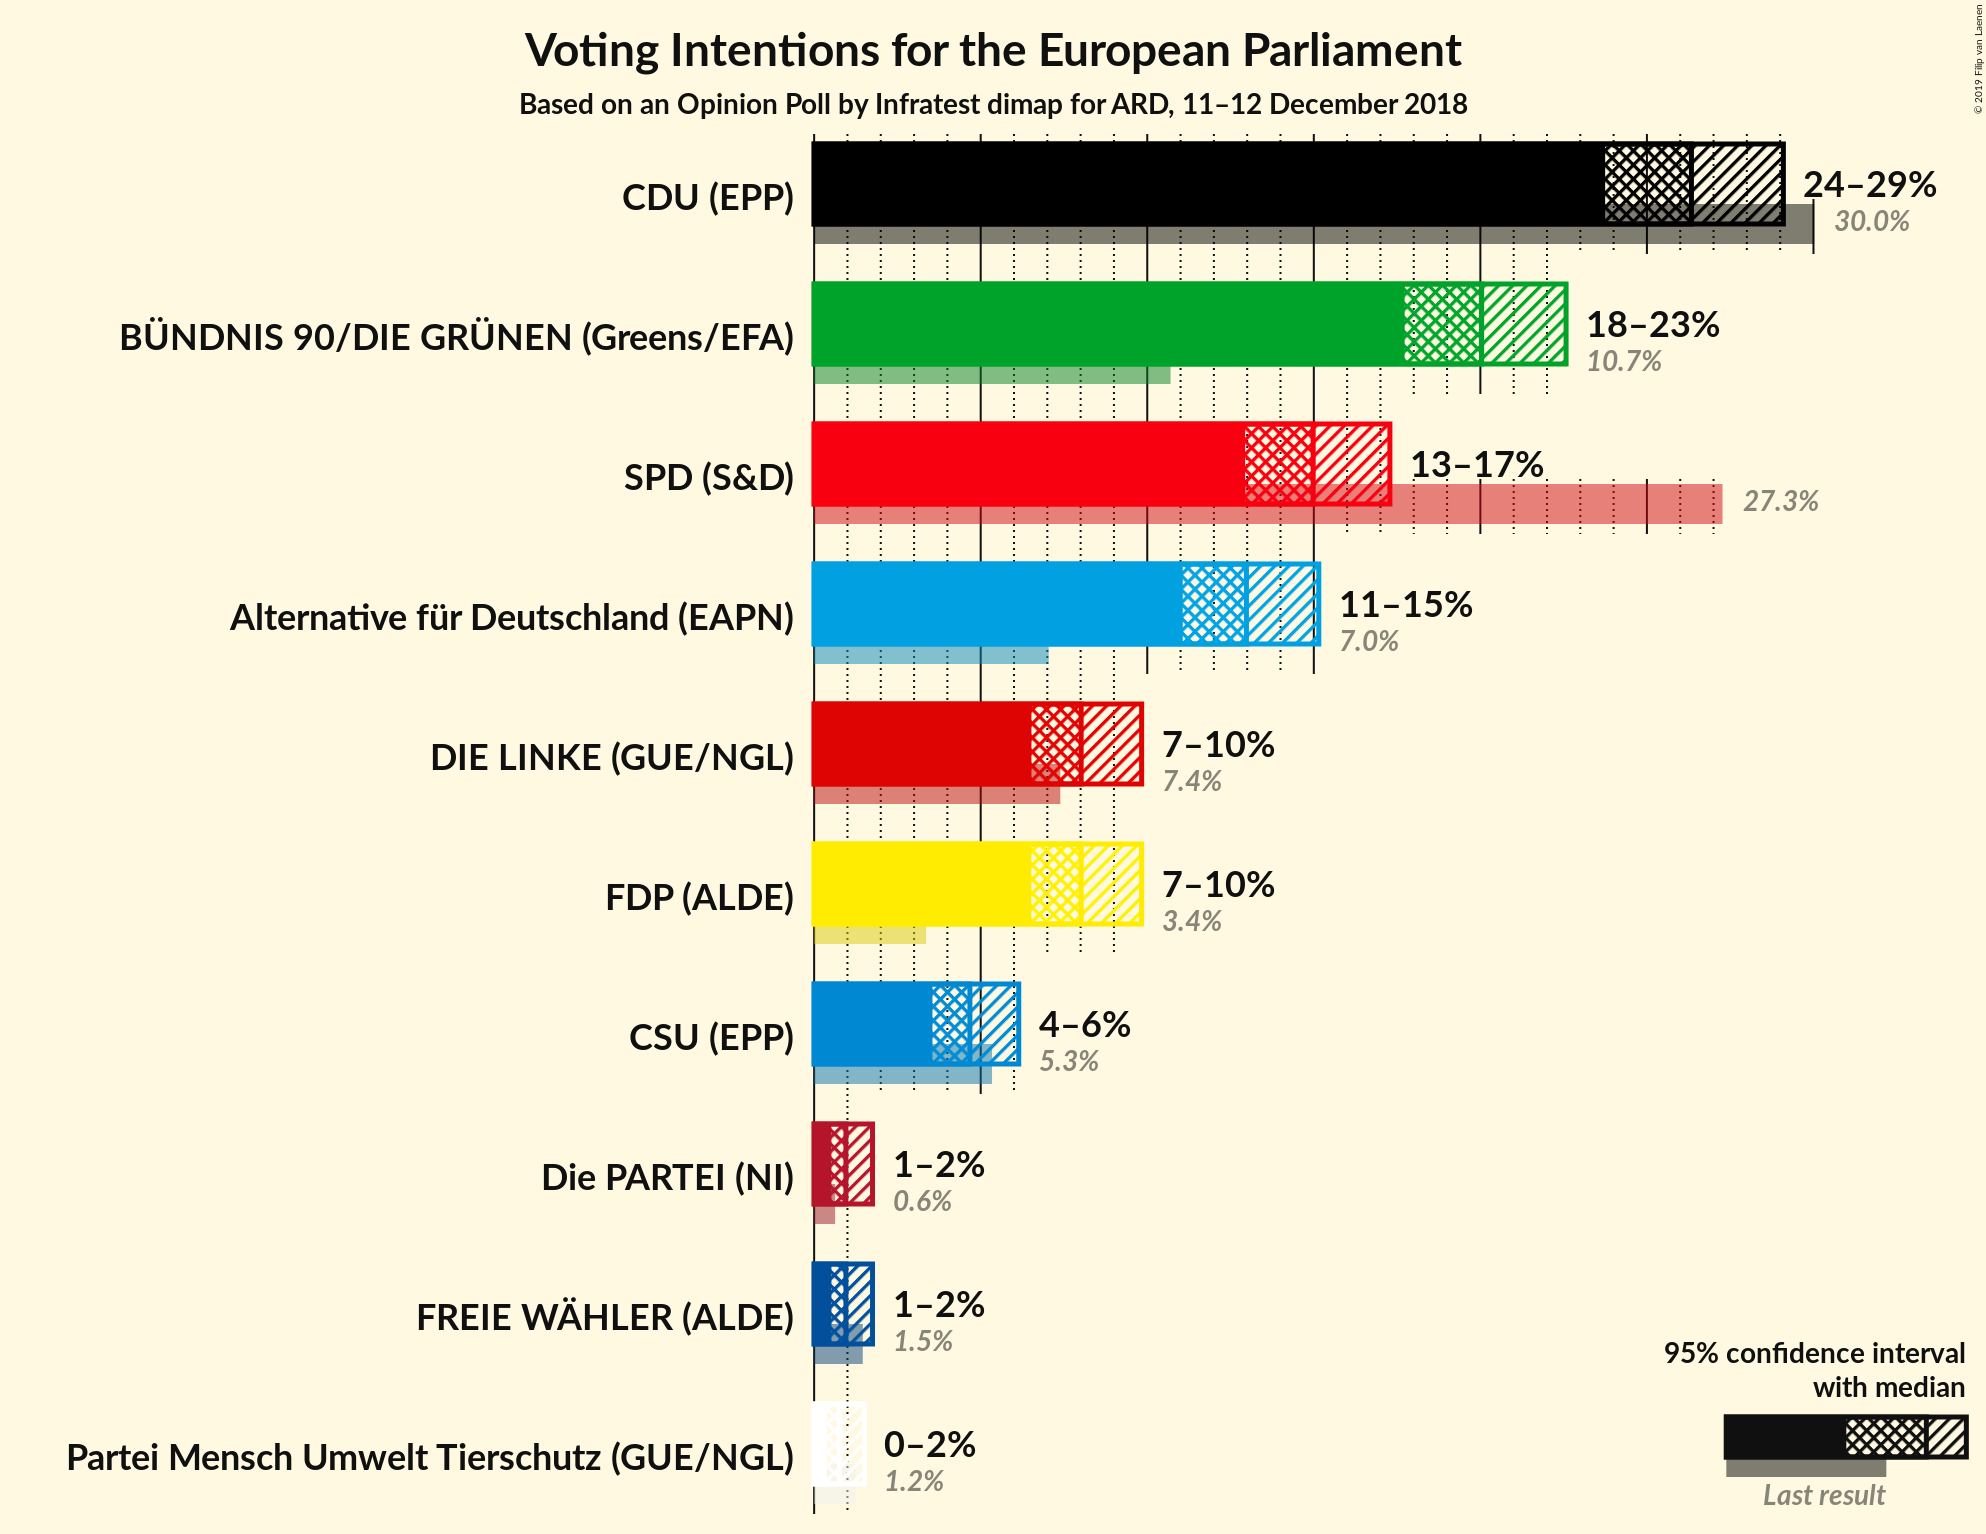 Voting Intentions for the European Parliament
Based on an Opinion Poll by Infratest dimap for ARD, 11–12 December 2018
© 2019 Filip van Laenen
CDU (EPP)
24–29%
30.0%
BÜNDNIS 90/DIE GRÜNEN (Greens/EFA)
18–23%
10.7%
SPD (S&D)
13–17%
27.3%
Alternative für Deutschland (EAPN)
11–15%
7.0%
DIE LINKE (GUE/NGL)
7–10%
7.4%
FDP (ALDE)
7–10%
3.4%
CSU (EPP)
4–6%
5.3%
Die PARTEI (NI)
1–2%
0.6%
FREIE WÄHLER (ALDE)
1–2%
1.5%
Partei Mensch Umwelt Tierschutz (GUE/NGL)
0–2%
1.2%
95% confidence interval
with median
Last result